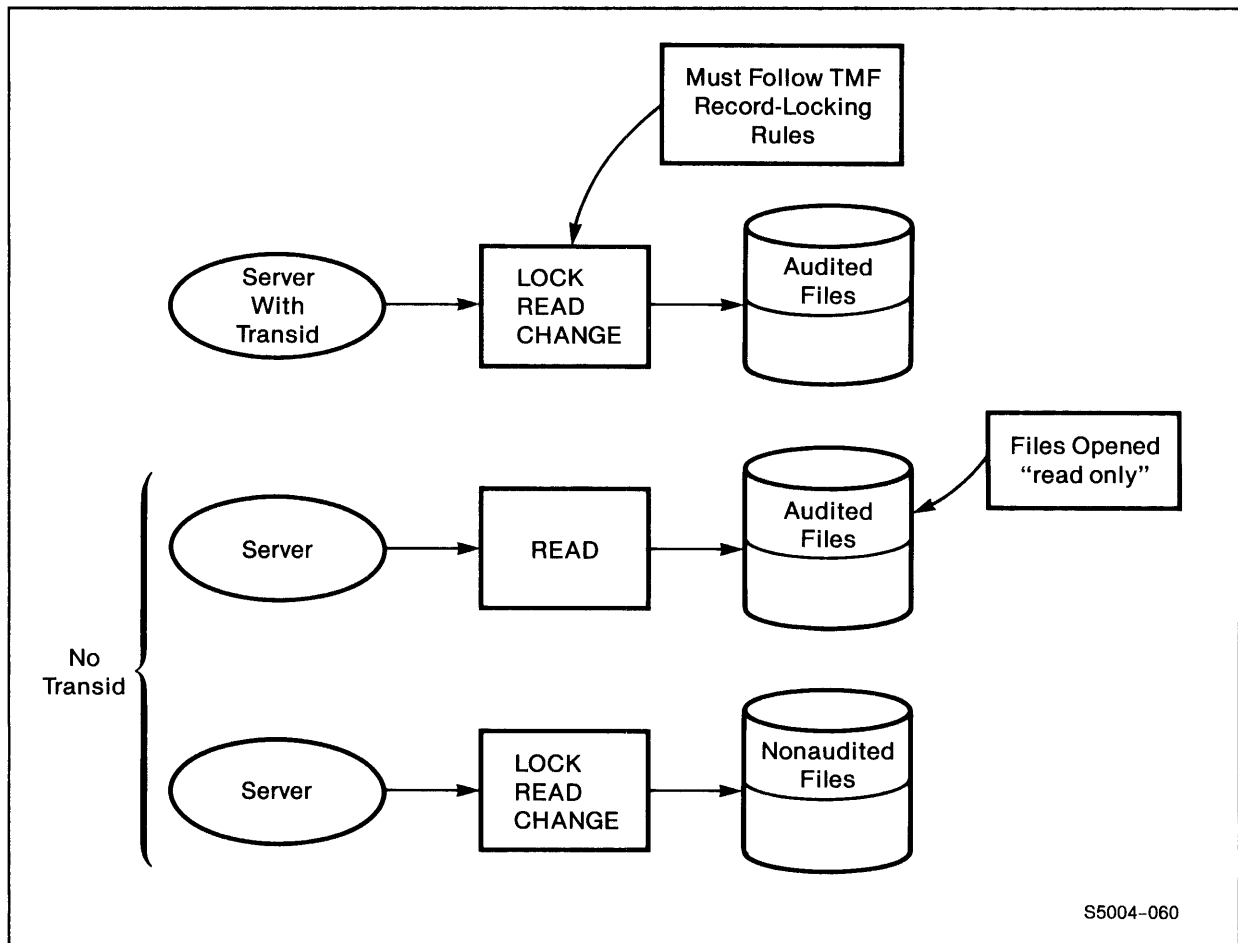 Must Follow TMF
Record-Locking
Rules
Server
With
Transid
LOCK
READ
CHANGE
Audited
Files
Files Opened
“read only”
Server
READ
Audited
Files
No
Transid
Server
LOCK
READ
CHANGE
Nonaudited
Files
S5004-060